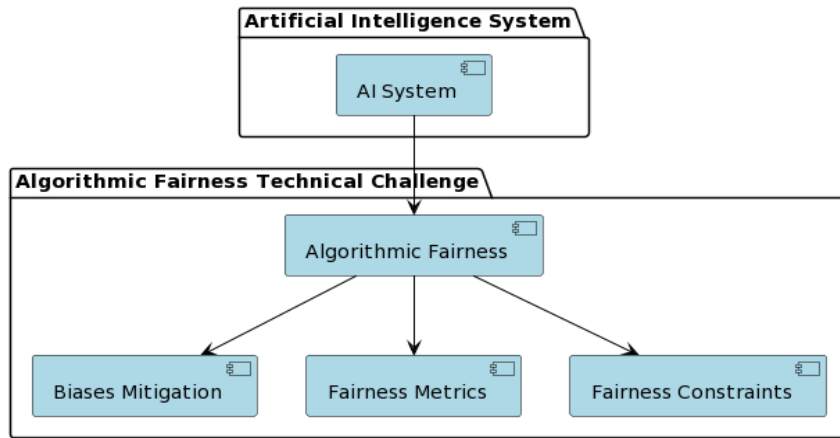 Artificial Intelligence System
AI System
Algorithmic Fairness Technical Challenge
Algorithmic Fairness
Biases Mitigation
Fairness Metrics
Fairness Constraints